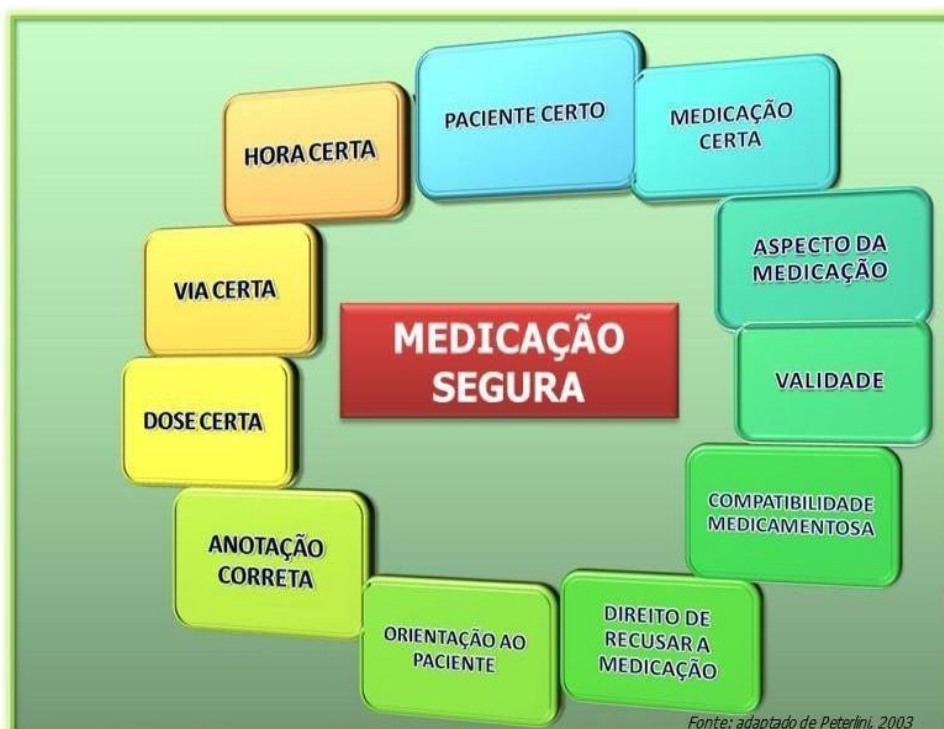 PACIENTE CERTO
MEDICAÇÃO
CERTA
ASPECTO DA
MEDICAÇÃO
VALIDADE
COMPATIBILIDADE
MEDICAMENTOSA
DIREITO DE
RECUSAR A
MEDICAÇÃO
ORIENTAÇÃO AO
PACIENTE
ANOTAÇÃO
CORRETA
DOSE CERTA
VIA CERTA
HORA CERTA
MEDICAÇÃO
SEGURA
Fonte: adaptado de Peterlini, 2003